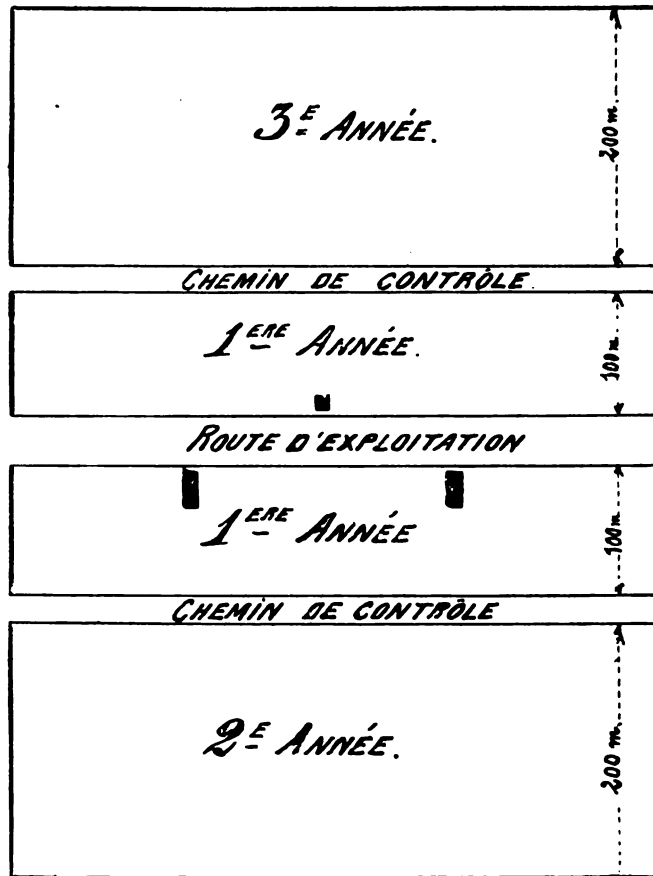 3E ANNÉE.
200 m.
CHEMIN DE CONTRÔLE.
1ERE ANNÉE.
100 m.
ROUTE D'EXPLOITATION
1ERE ANNÉE
100 m.
CHEMIN DE CONTRÔLE
2E ANNÉE.
200 m.